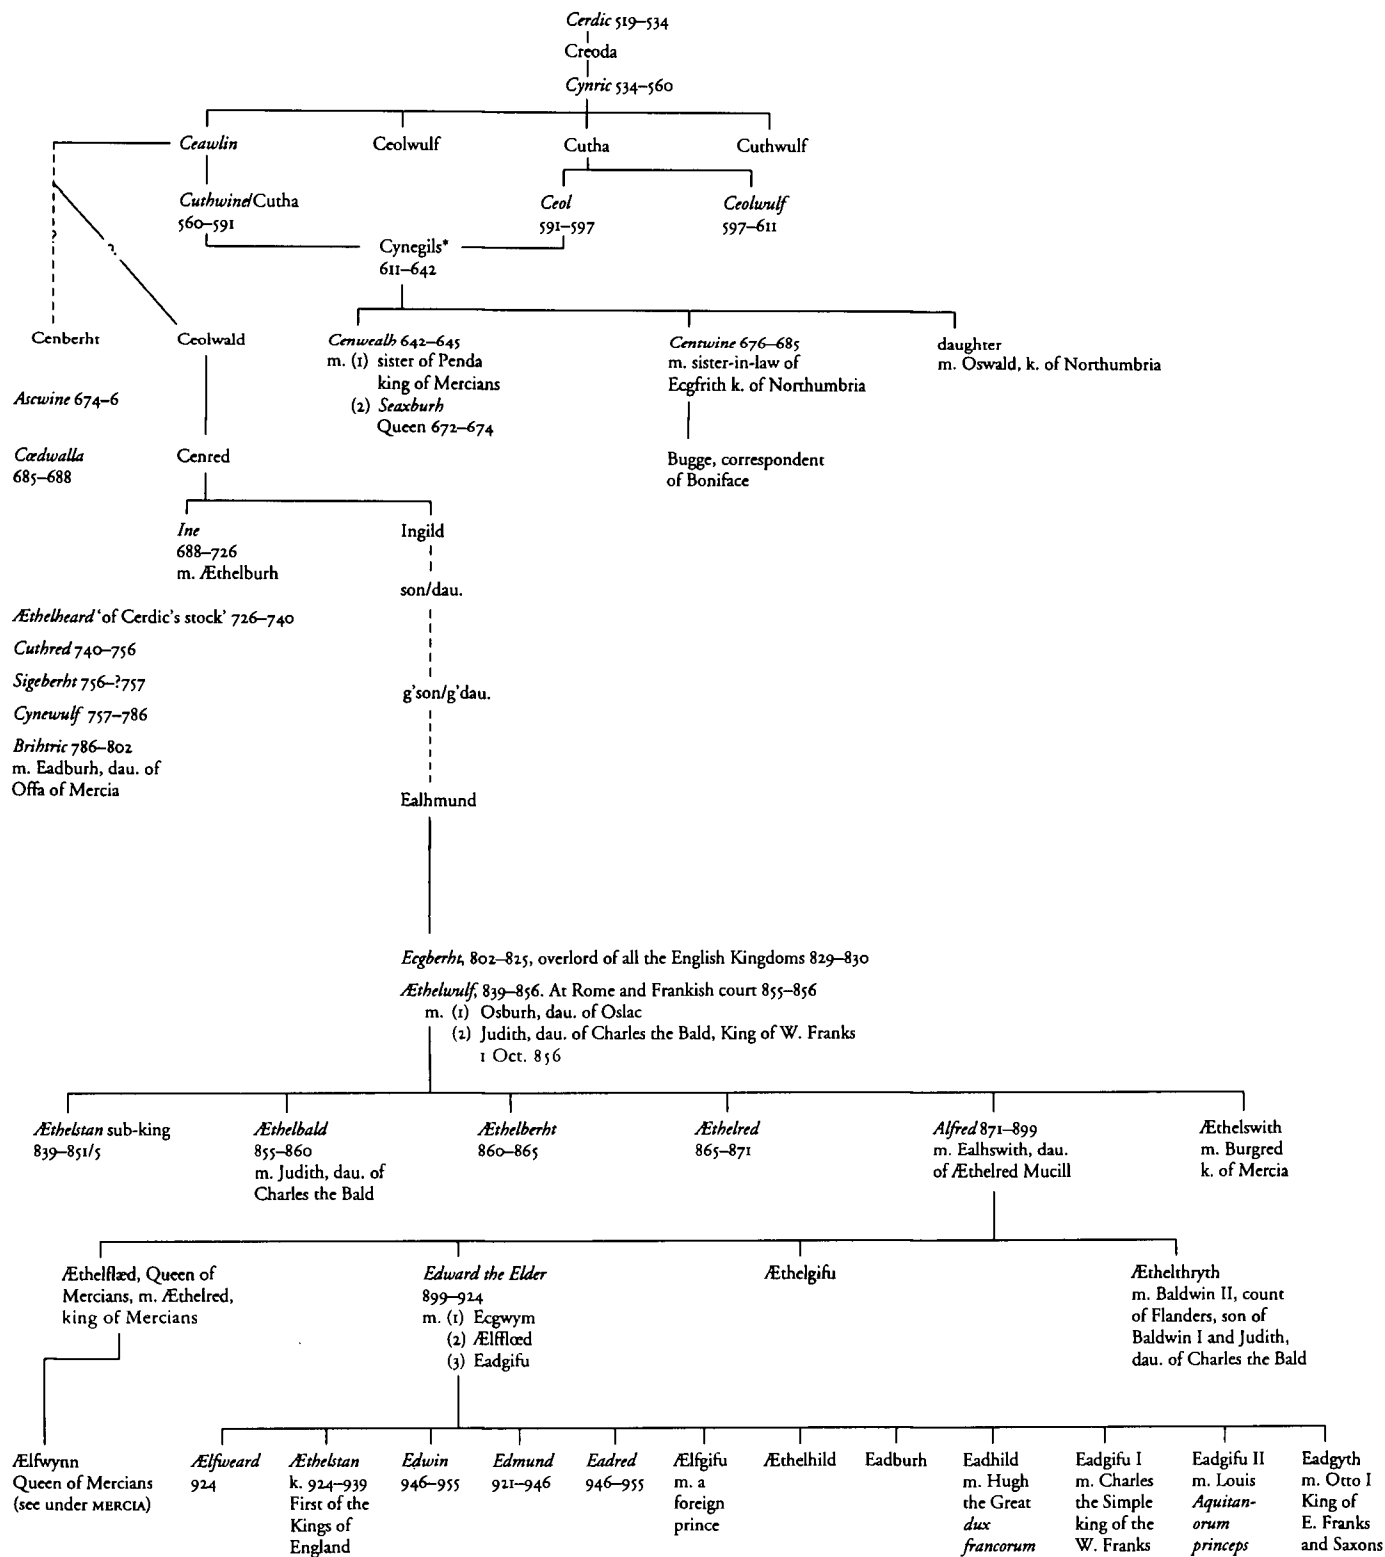 Cerdic 519–534
Creoda
Cynric 534–560
Ceawlin
Ceolwulf
Cutha
Cuthwulf
Cuthwine/Cutha
560–591
Ceol
591–597
Ceolwulf
597–611
Cynegils*
611–642
?
?
Cenberht
Ceolwald
Cenwealh 642–645
m. (1) sister of Penda
king of Mercians
(2) Seaxburh
Queen 672–674
Centwine 676–685
m. sister-in-law of
Ecgfrith k. of Northumbria
daughter
m. Oswald, k. of Northumbria
Ascwine 674–6
Cædwalla
685–688
Cenred
Bugge, correspondent
of Boniface
Ine
688–726
m. Æthelburh
Ingild
son/dau.
Æthelheard 'of Cerdic's stock' 726–740
Cuthred 740–756
Sigeberht 756–?757
Cynewulf 757–786
Brihtric 786–802
m. Eadburh, dau. of
Offa of Mercia
g'son/g'dau.
Ealhmund
Ecgberht, 802–825, overlord of all the English Kingdoms 829–830
Æthelwulf, 839–856. At Rome and Frankish court 855–856
m. (1) Osburh, dau. of Oslac
(2) Judith, dau. of Charles the Bald, King of W. Franks
1 Oct. 856
Æthelstan sub-king
839–851/5
Æthelbald
855–860
m. Judith, dau. of
Charles the Bald
Æthelberht
860–865
Æthelred
865–871
Alfred 871–899
m. Ealhswith, dau.
of Æthelred Mucill
Æthelswith
m. Burgred
k. of Mercia
Æthelflæd, Queen of
Mercians, m. Æthelred,
king of Mercians
Edward the Elder
899–924
m. (1) Ecgwym
(2) Ælfflœd
(3) Eadgifu
Æthelgifu
Æthelthryth
m. Baldwin II, count
of Flanders, son of
Baldwin I and Judith,
dau. of Charles the Bald
Ælfwynn
Queen of Mercians
(see under MERCIA)
Ælfweard
924
Æthelstan
k. 924–939
First of the
Kings of
England
Edwin
946–955
Edmund
921–946
Eadred
946–955
Ælfgifu
m. a
foreign
prince
Æthelhild
Eadburh
Eadhild
m. Hugh
the Great
dux
francorum
Eadgifu I
m. Charles
the Simple
king of the
W. Franks
Eadgifu II
m. Louis
Aquitan-
orum
princeps
Eadgyth
m. Otto I
King of
E. Franks
and Saxons